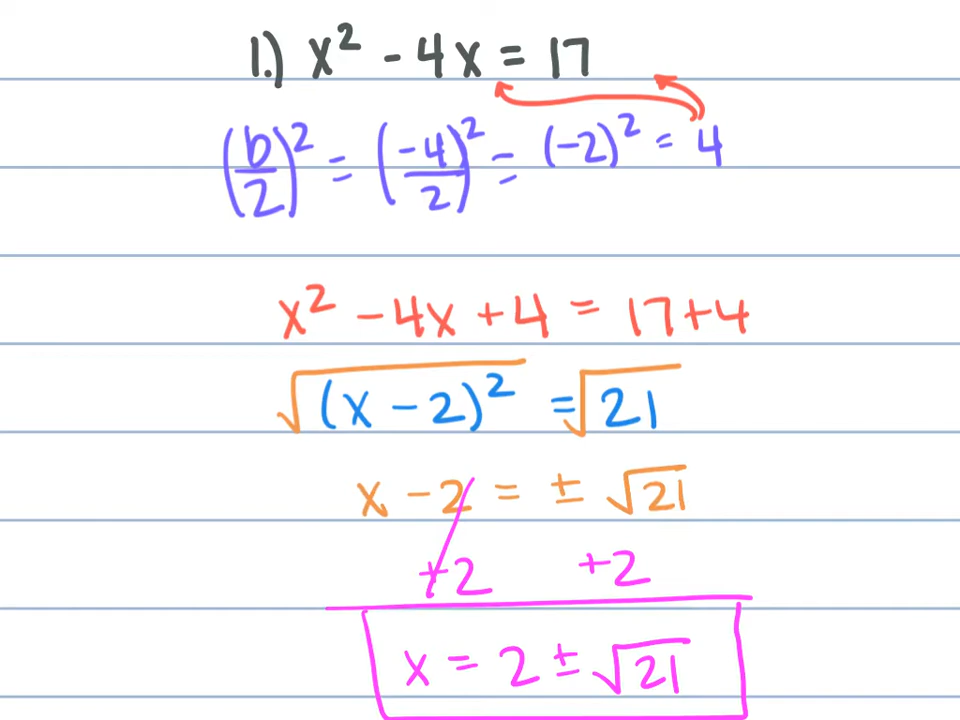 1.) x² - 4x = 17
(b/2)² = (-4/2)² = (-2)² = 4
x² - 4x + 4 = 17 + 4
√(x - 2)² = √21
x - 2 = ± √21
+2 +2
x = 2 ± √21